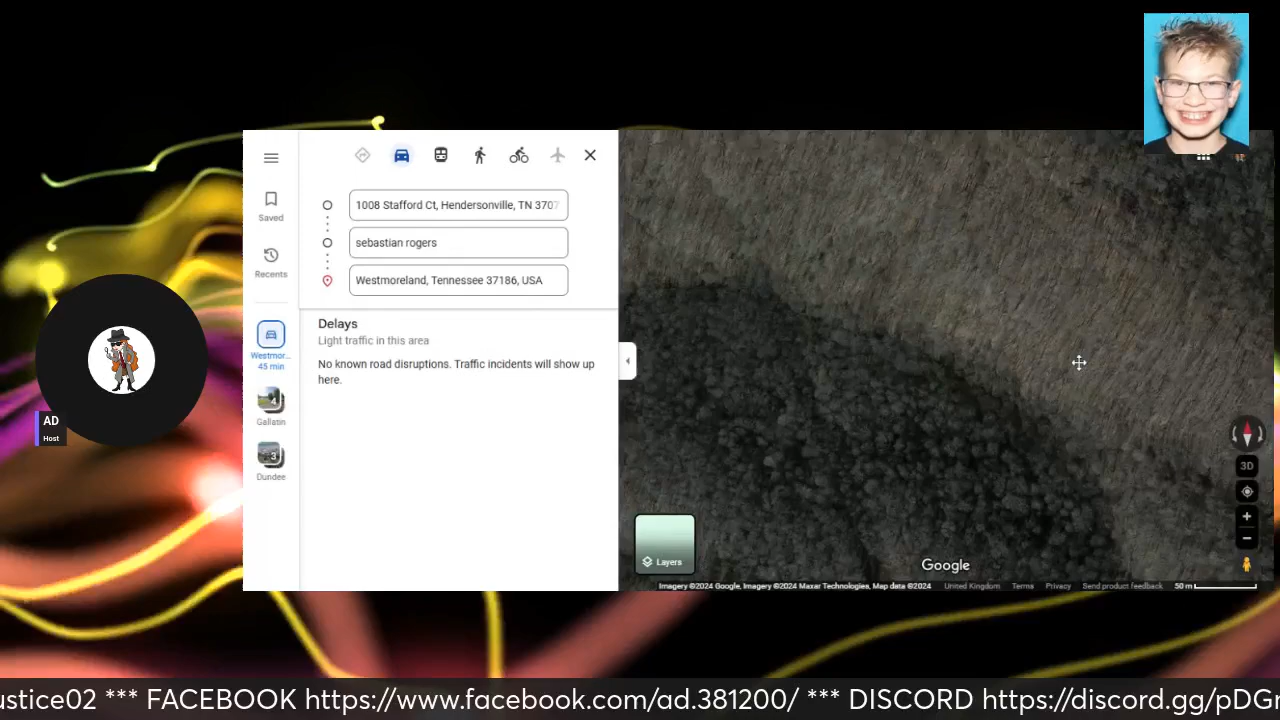 Saved
Recents
Westmor...
45 min
4
Gallatin
3
Dundee
1008 Stafford Ct, Hendersonville, TN 3707
sebastian rogers
Westmoreland, Tennessee 37186, USA
Delays
Light traffic in this area
No known road disruptions. Traffic incidents will show up
here.
AD
Host
3D
Layers
Google
Imagery ©2024 Google, Imagery ©2024 Maxar Technologies, Map data ©2024 United Kingdom Terms Privacy Send product feedback 50 m
ustice02 *** FACEBOOK https://www.facebook.com/ad.381200/ *** DISCORD https://discord.gg/pDG